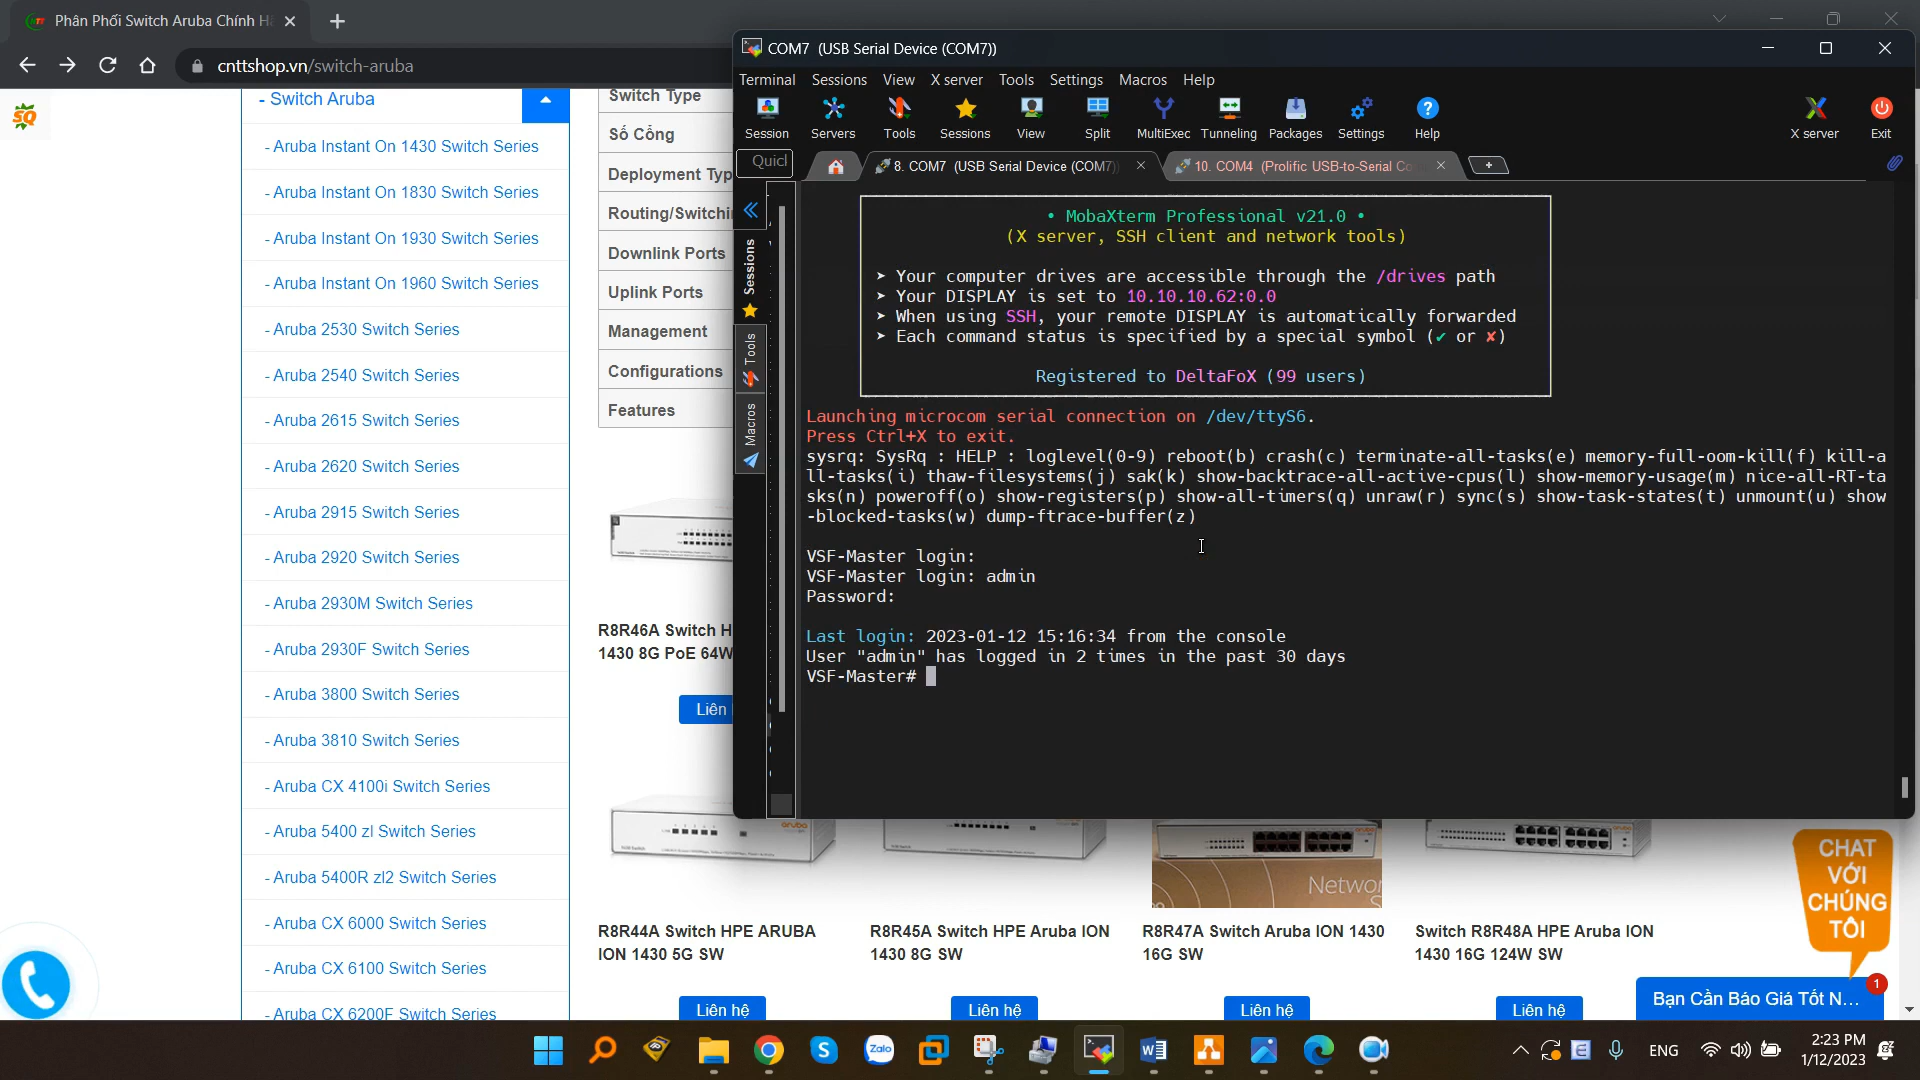 Phân Phối Switch Aruba Chính H
cnttshop.vn/switch-aruba
SQ
- Switch Aruba
- Aruba Instant On 1430 Switch Series
- Aruba Instant On 1830 Switch Series
- Aruba Instant On 1930 Switch Series
- Aruba Instant On 1960 Switch Series
- Aruba 2530 Switch Series
- Aruba 2540 Switch Series
- Aruba 2615 Switch Series
- Aruba 2620 Switch Series
- Aruba 2915 Switch Series
- Aruba 2920 Switch Series
- Aruba 2930M Switch Series
- Aruba 2930F Switch Series
- Aruba 3800 Switch Series
- Aruba 3810 Switch Series
- Aruba CX 4100i Switch Series
- Aruba 5400 zl Switch Series
- Aruba 5400R zl2 Switch Series
- Aruba CX 6000 Switch Series
- Aruba CX 6100 Switch Series
- Aruba CX 6200F Switch Series
Switch Type
Số Cổng
Deployment Typ
Routing/Switchi
Downlink Ports
Uplink Ports
Management
Configurations
Features
R8R46A Switch H
1430 8G PoE 64W
Liên
COM7 (USB Serial Device (COM7))
Terminal Sessions View X server Tools Settings Macros Help
Session Servers Tools Sessions View Split MultiExec Tunneling Packages Settings Help X server Exit
Quicl
8. COM7 (USB Serial Device (COM7)
10. COM4 (Prolific USB-to-Serial Co
Sessions
Tools
Macros
• MobaXterm Professional v21.0 •
(X server, SSH client and network tools)
➤ Your computer drives are accessible through the /drives path
➤ Your DISPLAY is set to 10.10.10.62:0.0
➤ When using SSH, your remote DISPLAY is automatically forwarded
➤ Each command status is specified by a special symbol (✔ or ✘)
Registered to DeltaFoX (99 users)
Launching microcom serial connection on /dev/ttyS6.
Press Ctrl+X to exit.
sysrq: SysRq : HELP : loglevel(0-9) reboot(b) crash(c) terminate-all-tasks(e) memory-full-oom-kill(f) kill-a
ll-tasks(i) thaw-filesystems(j) sak(k) show-backtrace-all-active-cpus(l) show-memory-usage(m) nice-all-RT-ta
sks(n) poweroff(o) show-registers(p) show-all-timers(q) unraw(r) sync(s) show-task-states(t) unmount(u) show
-blocked-tasks(w) dump-ftrace-buffer(z)
VSF-Master login:
VSF-Master login: admin
Password:
Last login: 2023-01-12 15:16:34 from the console
User "admin" has logged in 2 times in the past 30 days
VSF-Master#
aruba
R8R44A Switch HPE ARUBA
ION 1430 5G SW
R8R45A Switch HPE Aruba ION
1430 8G SW
Networ
R8R47A Switch Aruba ION 1430
16G SW
Switch R8R48A HPE Aruba ION
1430 16G 124W SW
Liên hệ
Liên hệ
Liên hệ
Liên hệ
CHAT
VỚI
CHÚNG
TÔI
Bạn Cần Báo Giá Tốt N...
1
Zalo
ENG
2:23 PM
1/12/2023